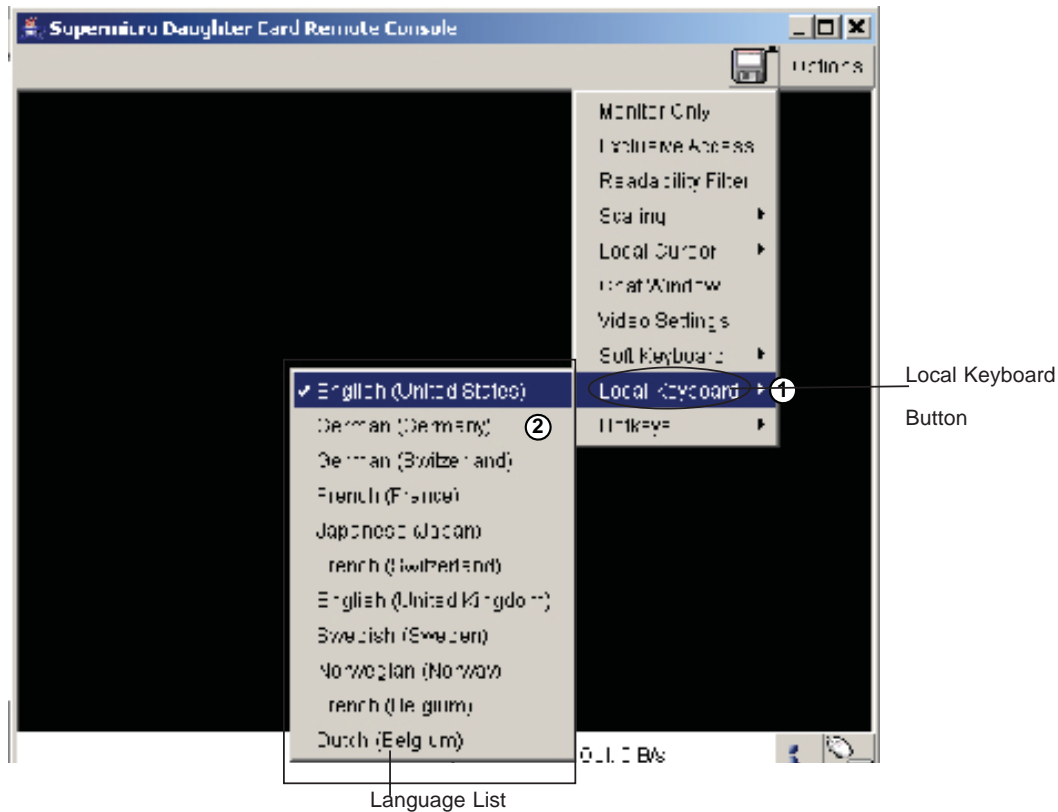 Supermicro Daughter Card Remote Console
Options
Monitor Only
Exclusive Access
Readability Filter
Scaling
Local Cursor
Chat Window
Video Settings
Soft Keyboard
Local Keyboard
1
Hotkeys
Local Keyboard
Button
English (United States)
German (Germany)
2
German (Switzerland)
French (France)
Japanese (Japan)
French (Switzerland)
English (United Kingdom)
Swedish (Sweden)
Norwegian (Norway)
French (Belgium)
Dutch (Belgium)
B/s
Language List